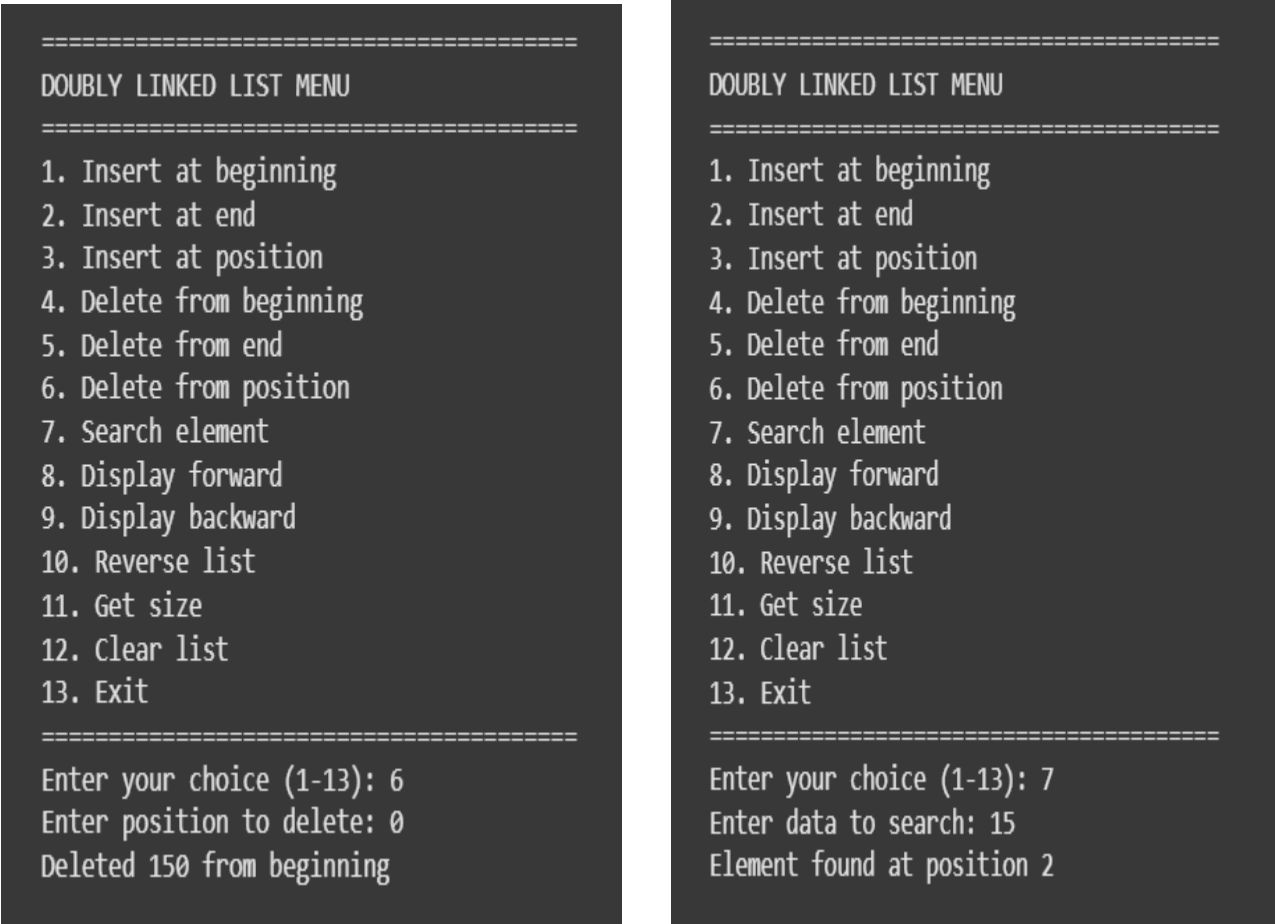 ========================================
DOUBLY LINKED LIST MENU
========================================
1. Insert at beginning
2. Insert at end
3. Insert at position
4. Delete from beginning
5. Delete from end
6. Delete from position
7. Search element
8. Display forward
9. Display backward
10. Reverse list
11. Get size
12. Clear list
13. Exit
========================================
Enter your choice (1-13): 6
Enter position to delete: 0
Deleted 150 from beginning
========================================
DOUBLY LINKED LIST MENU
========================================
1. Insert at beginning
2. Insert at end
3. Insert at position
4. Delete from beginning
5. Delete from end
6. Delete from position
7. Search element
8. Display forward
9. Display backward
10. Reverse list
11. Get size
12. Clear list
13. Exit
========================================
Enter your choice (1-13): 7
Enter data to search: 15
Element found at position 2